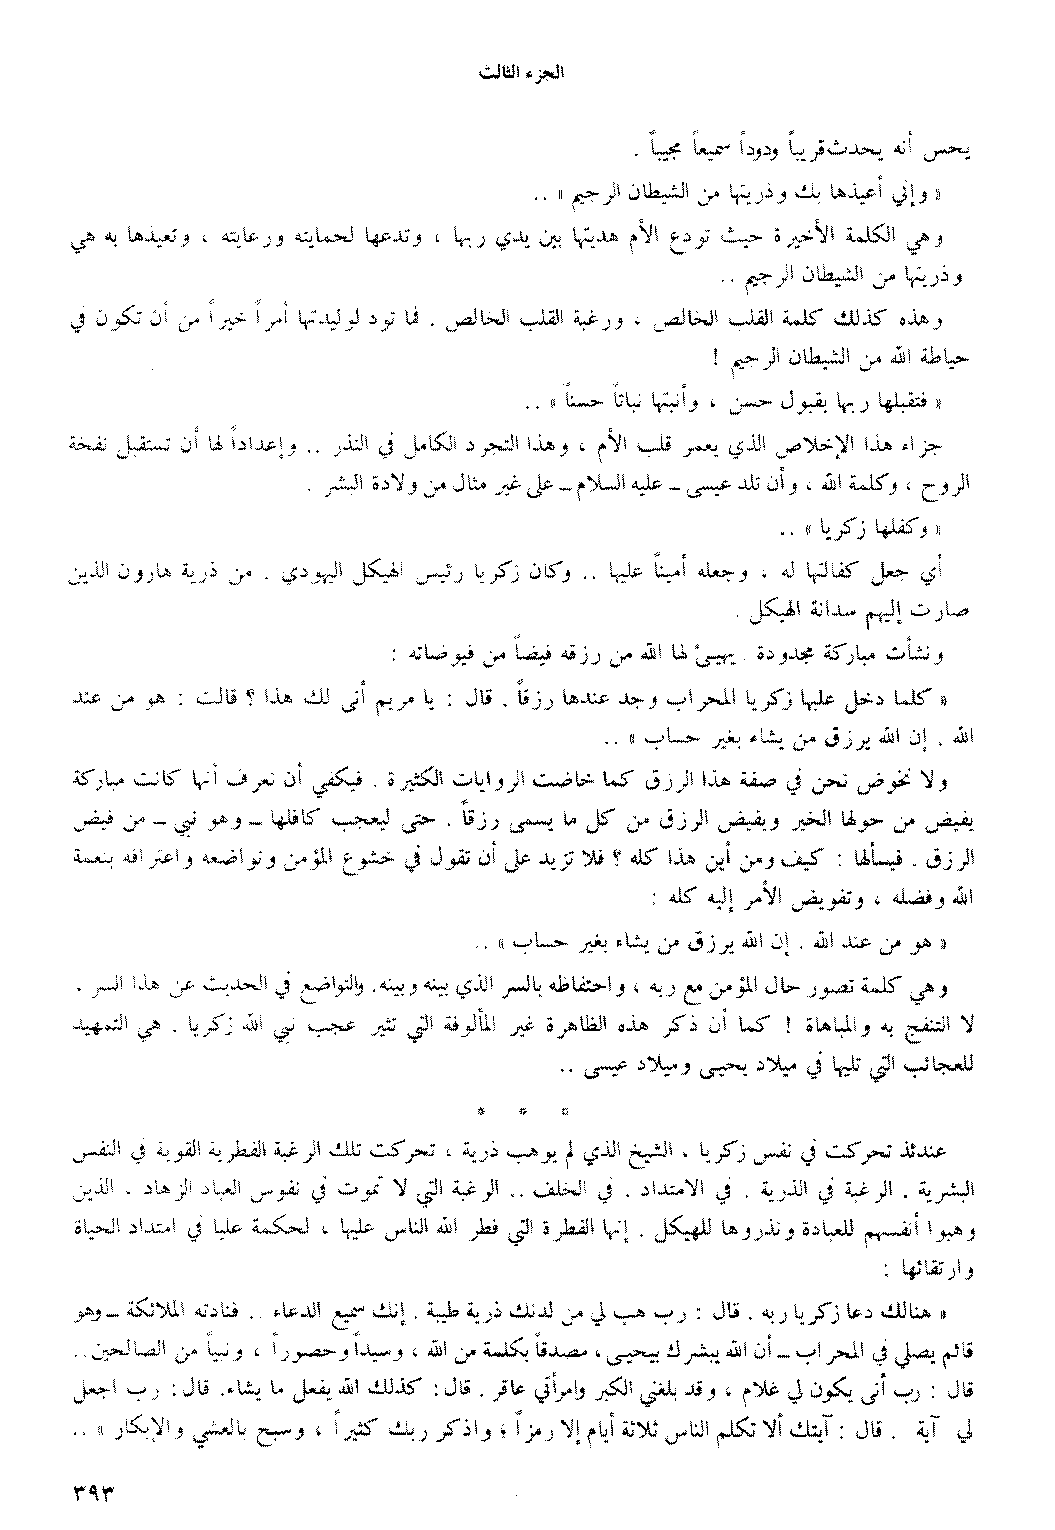 الجزء الثالث
يحس أنه يحدث قريباً ودوداً سميعاً مجيباً .
« وإني أعيذها بك وذريتها من الشيطان الرجيم » ..
وهي الكلمة الأخيرة حيث تودع الأم هديتها بين يدي ربها ، وتدعها لحمايته ورعايته ، وتعيذها به هي
وذريتها من الشيطان الرجيم ..
وهذه كذلك كلمة القلب الخالص ، ورغبة القلب الخالص . فما تود لوليدتها أمراً خيراً من أن تكون في
حياطة الله من الشيطان الرجيم !
« فتقبلها ربها بقبول حسن ، وأنبتها نباتاً حسناً » ..
جزاء هذا الإخلاص الذي يعمر قلب الأم ، وهذا التجرد الكامل في النذر .. وإعداداً لها أن تستقبل نفخة
الروح ، وكلمة الله ، وأن تلد عيسى – عليه السلام – على غير مثال من ولادة البشر .
« وكفلها زكريا » ..
أي جعل كفالتها له ، وجعله أميناً عليها .. وكان زكريا رئيس الهيكل اليهودي . من ذرية هارون الذين
صارت إليهم سدانة الهيكل .
ونشأت مباركة مجدودة . يهيئ لها الله من رزقه فيضاً من فيوضاته :
« كلما دخل عليها زكريا المحراب وجد عندها رزقاً . قال : يا مريم أنى لك هذا ؟ قالت : هو من عند
الله . إن الله يرزق من يشاء بغير حساب » ..
ولا نخوض نحن في صفة هذا الرزق كما خاضت الروايات الكثيرة . فيكفي أن نعرف أنها كانت مباركة
يفيض من حولها الخير ويفيض الرزق من كل ما يسمى رزقاً . حتى ليعجب كافلها – وهو نبي – من فيض
الرزق . فيسألها : كيف ومن أين هذا كله ؟ فلا تزيد على أن تقول في خشوع المؤمن وتواضعه واعترافه بنعمة
الله وفضله ، وتفويض الأمر إليه كله :
« هو من عند الله . إن الله يرزق من يشاء بغير حساب » ..
وهي كلمة تصور حال المؤمن مع ربه ، واحتفاظه بالسر الذي بينه وبينه. والتواضع في الحديث عن هذا السر .
لا التنفج به والمباهاة ! كما أن ذكر هذه الظاهرة غير المألوفة التي تثير عجب نبي الله زكريا . هي التمهيد
للعجائب التي تليها في ميلاد يحيى وميلاد عيسى ..
* * *
عندئذ تحركت في نفس زكريا ، الشيخ الذي لم يوهب ذرية ، تحركت تلك الرغبة الفطرية القوية في النفس
البشرية . الرغبة في الذرية . في الامتداد . في الخلف .. الرغبة التي لا تموت في نفوس العباد الزهاد ، الذين
وهبوا أنفسهم للعبادة ونذروها للهيكل . إنها الفطرة التي فطر الله الناس عليها ، لحكمة عليا في امتداد الحياة
وارتقائها :
« هنالك دعا زكريا ربه . قال : رب هب لي من لدنك ذرية طيبة . إنك سميع الدعاء .. فنادته الملائكة – وهو
قائم يصلي في المحراب – أن الله يبشرك بيحيى ، مصدقاً بكلمة من الله ، وسيداً وحصوراً ، ونبياً من الصالحين ..
قال : رب أنى يكون لي غلام ، وقد بلغني الكبر وامرأتي عاقر . قال : كذلك الله يفعل ما يشاء. قال : رب اجعل
لي آية . قال : آيتك ألا تكلم الناس ثلاثة أيام إلا رمزاً ؛ واذكر ربك كثيراً ، وسبح بالعشي والإبكار » ..
٣٩٣